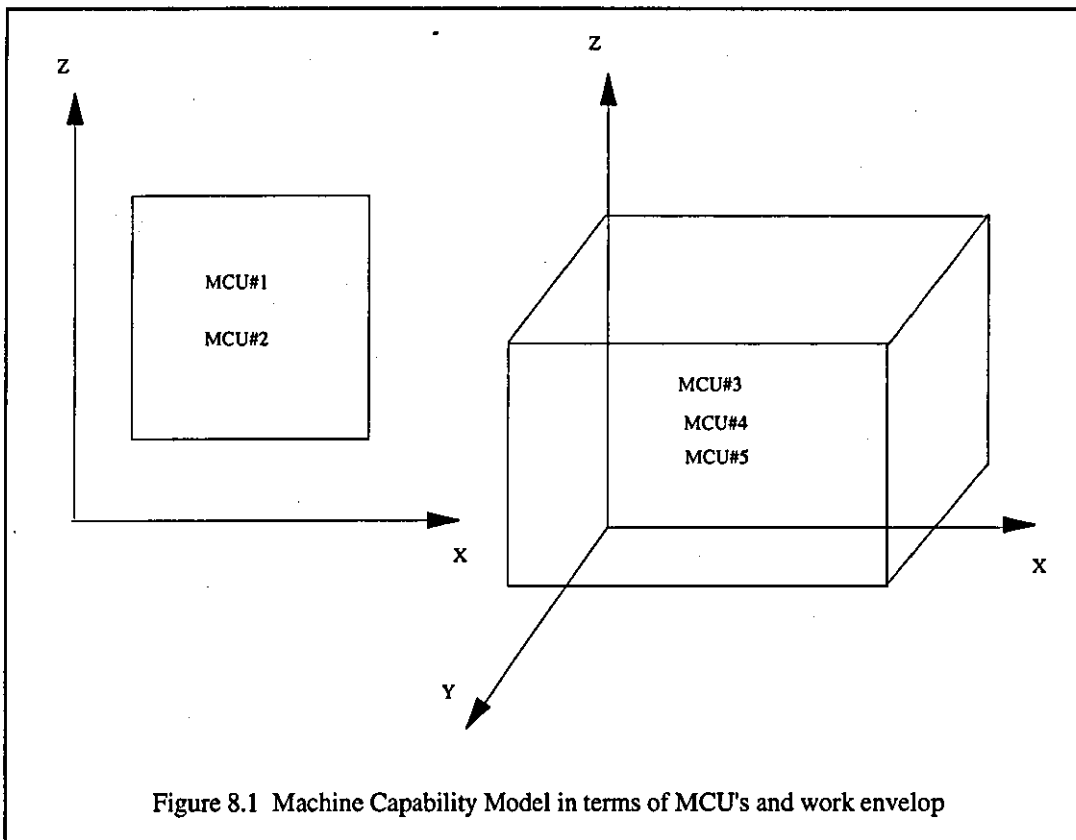 Z
MCU#1
MCU#2
X
Z
MCU#3
MCU#4
MCU#5
X
Y
Figure 8.1 Machine Capability Model in terms of MCU's and work envelop